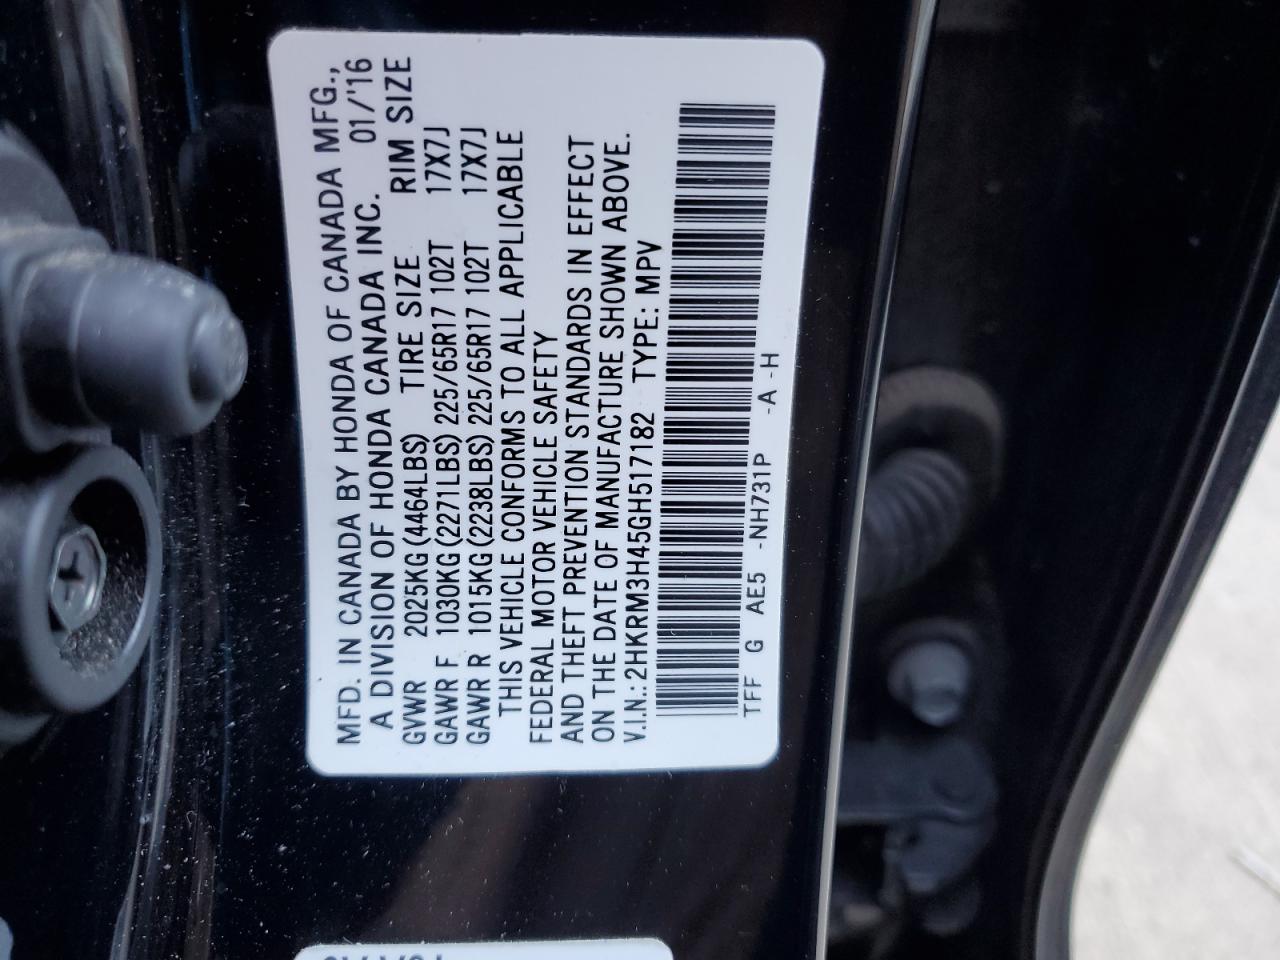 MFD. IN CANADA BY HONDA OF CANADA MFG.,
A DIVISION OF HONDA CANADA INC. 01/'16
GVWR 2025KG (4464LBS) TIRE SIZE RIM SIZE
GAWR F 1030KG (2271LBS) 225/65R17 102T 17X7J
GAWR R 1015KG (2238LBS) 225/65R17 102T 17X7J
THIS VEHICLE CONFORMS TO ALL APPLICABLE
FEDERAL MOTOR VEHICLE SAFETY
AND THEFT PREVENTION STANDARDS IN EFFECT
ON THE DATE OF MANUFACTURE SHOWN ABOVE.
V.I.N.: 2HKRM3H45GH517182 TYPE: MPV
TFF G AE5 -NH731P -A -H